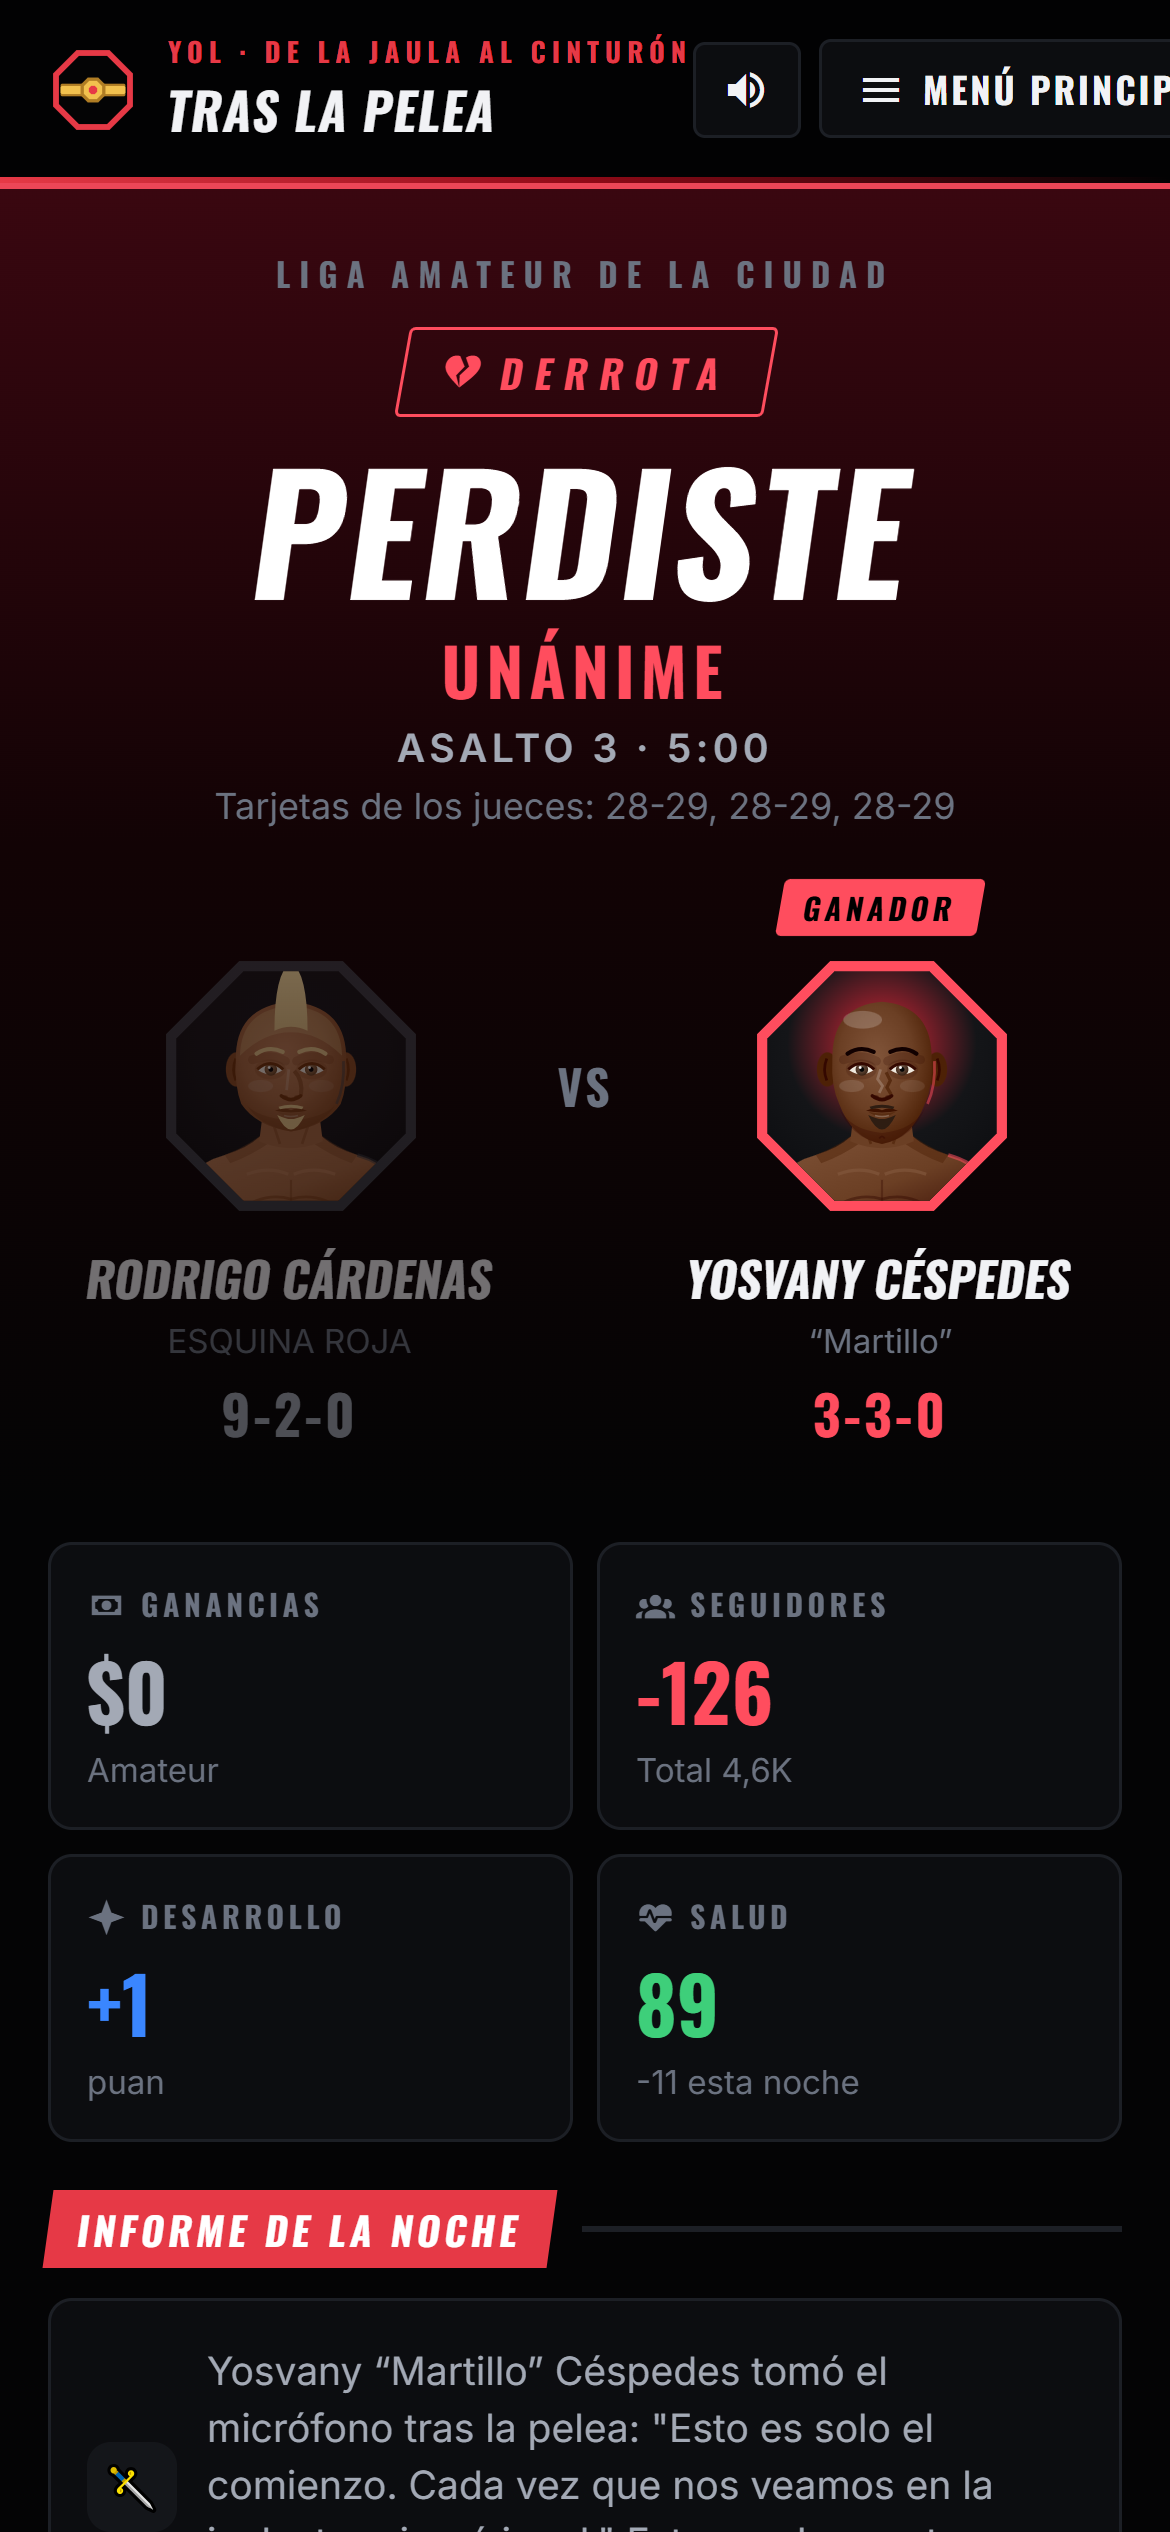 YOL · DE LA JAULA AL CINTURÓN
TRAS LA PELEA
MENÚ PRINCIP
LIGA AMATEUR DE LA CIUDAD
DERROTA
PERDISTE
UNÁNIME
ASALTO 3 · 5:00
Tarjetas de los jueces: 28-29, 28-29, 28-29
GANADOR
VS
RODRIGO CÁRDENAS
ESQUINA ROJA
9-2-0
YOSVANY CÉSPEDES
“Martillo”
3-3-0
GANANCIAS
$0
Amateur
SEGUIDORES
-126
Total 4,6K
DESARROLLO
+1
puan
SALUD
89
-11 esta noche
INFORME DE LA NOCHE
Yosvany “Martillo” Céspedes tomó el
micrófono tras la pelea: "Esto es solo el
comienzo. Cada vez que nos veamos en la